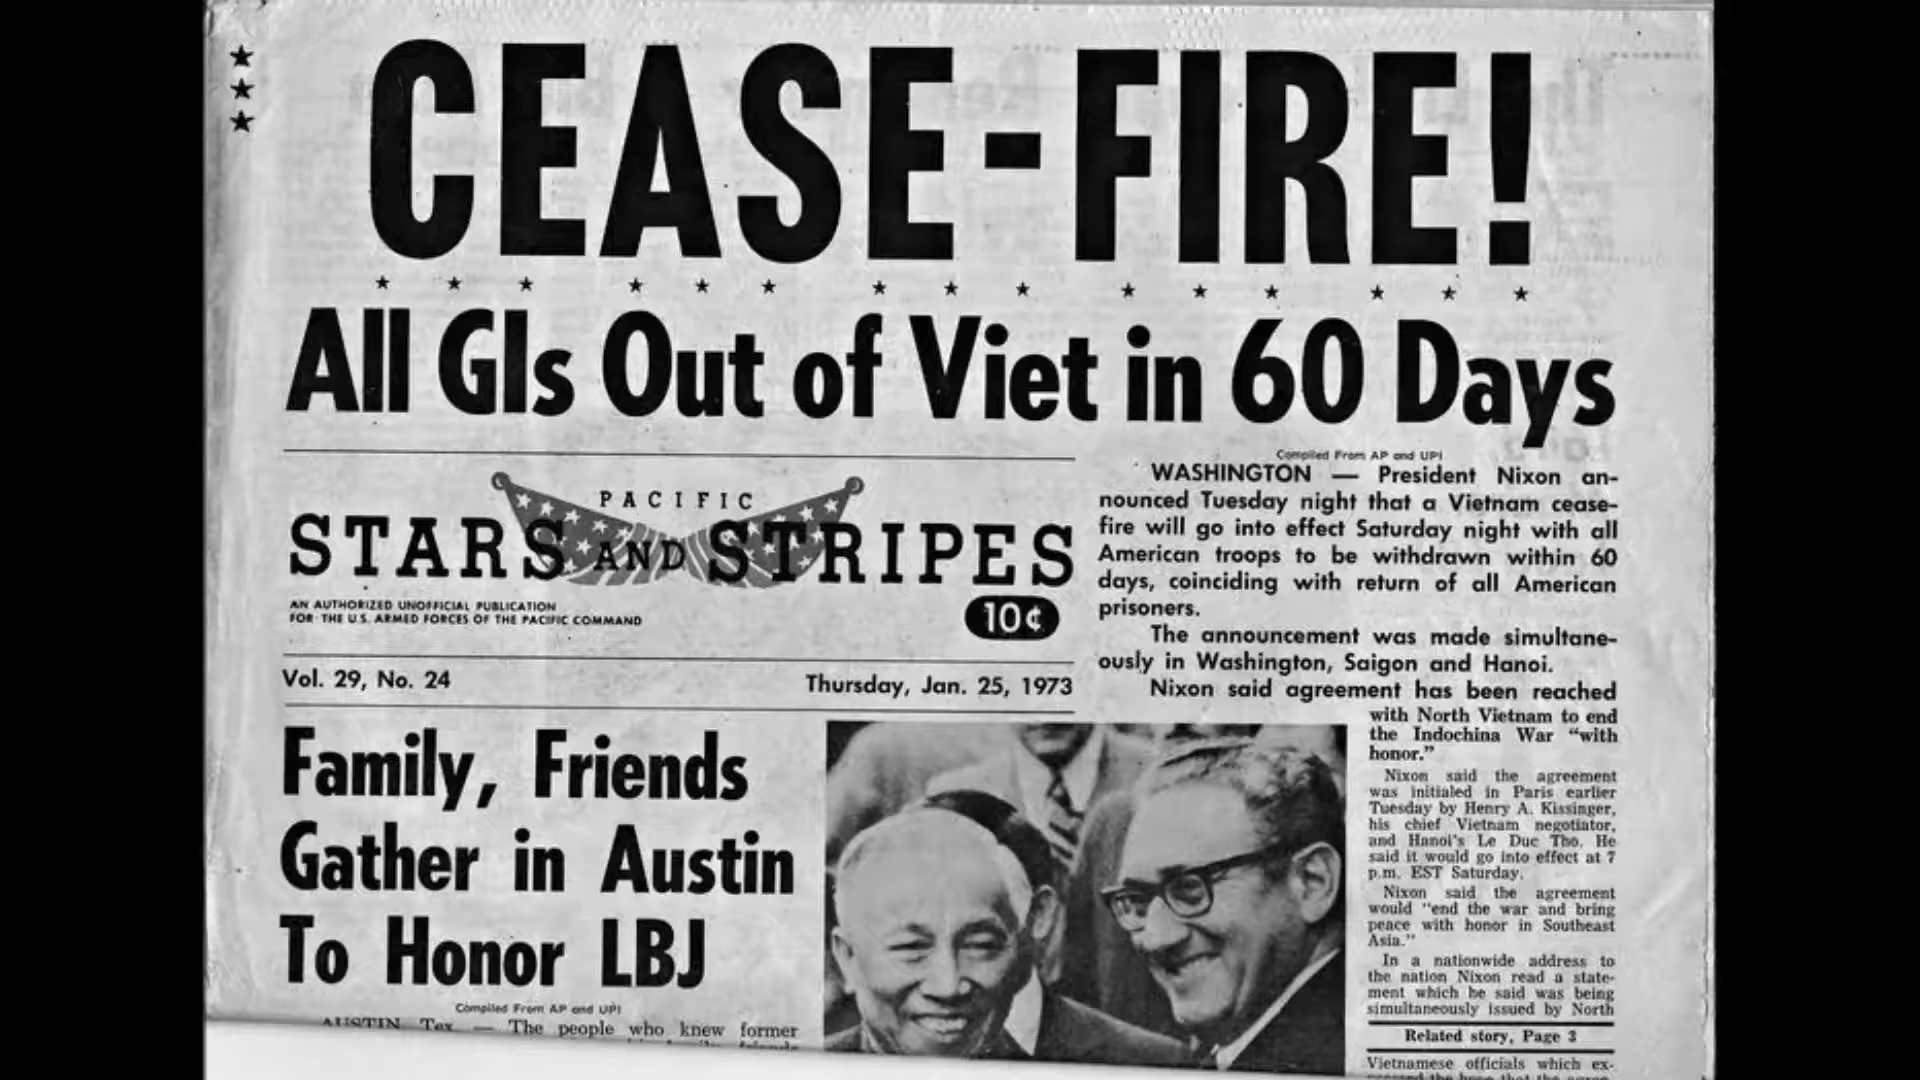 CEASE-FIRE!
All GIs Out of Viet in 60 Days
PACIFIC
STARS AND STRIPES
AN AUTHORIZED UNOFFICIAL PUBLICATION
FOR THE U.S. ARMED FORCES OF THE PACIFIC COMMAND
10¢
Vol. 29, No. 24
Thursday, Jan. 25, 1973
Compiled From AP and UPI
WASHINGTON — President Nixon an-
nounced Tuesday night that a Vietnam cease-
fire will go into effect Saturday night with all
American troops to be withdrawn within 60
days, coinciding with return of all American
prisoners.
The announcement was made simultane-
ously in Washington, Saigon and Hanoi.
Nixon said agreement has been reached
with North Vietnam to end
the Indochina War "with
honor."
Nixon said the agreement
was initialed in Paris earlier
Tuesday by Henry A. Kissinger,
his chief Vietnam negotiator,
and Hanoi's Le Duc Tho. He
said it would go into effect at 7
p.m. EST Saturday.
Nixon said the agreement
would "end the war and bring
peace with honor in Southeast
Asia."
In a nationwide address to
the nation Nixon read a state-
ment which he said was being
simultaneously issued by North
Related story, Page 3
Vietnamese officials which ex-
Family, Friends
Gather in Austin
To Honor LBJ
Compiled From AP and UPI
AUSTIN, Tex. — The people who knew former